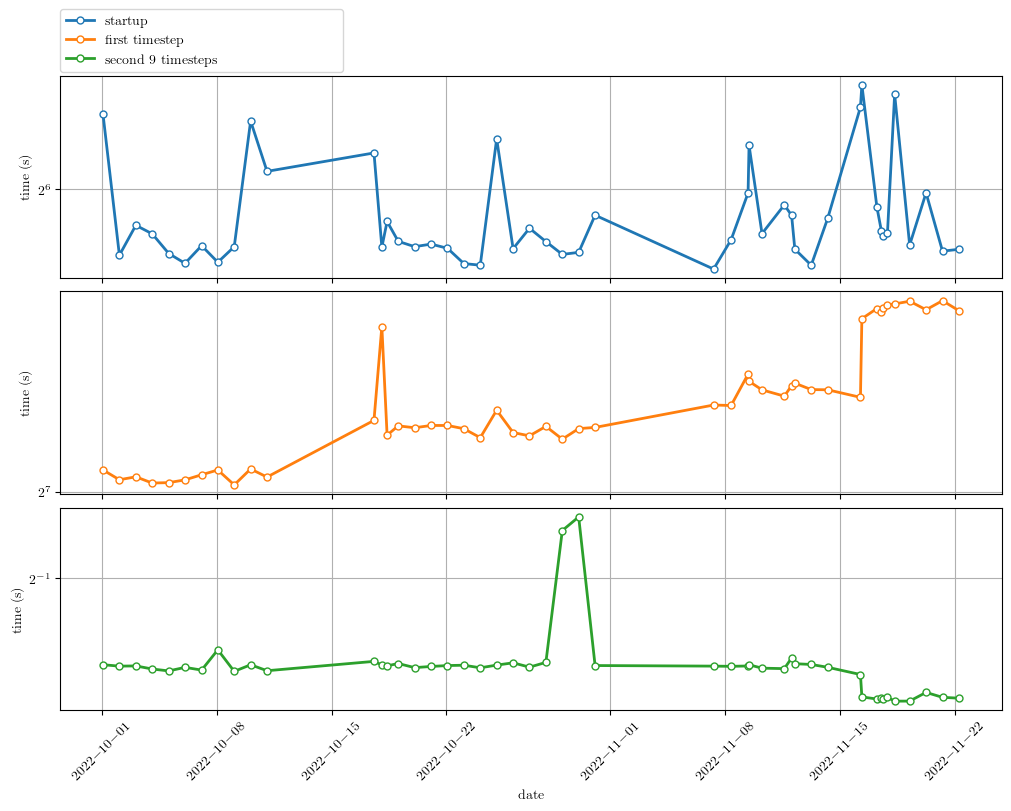 startup
first timestep
second 9 timesteps
time (s)
2^6
time (s)
2^7
time (s)
2^−1
2022−10−01
2022−10−08
2022−10−15
2022−10−22
2022−11−01
2022−11−08
2022−11−15
2022−11−22
date